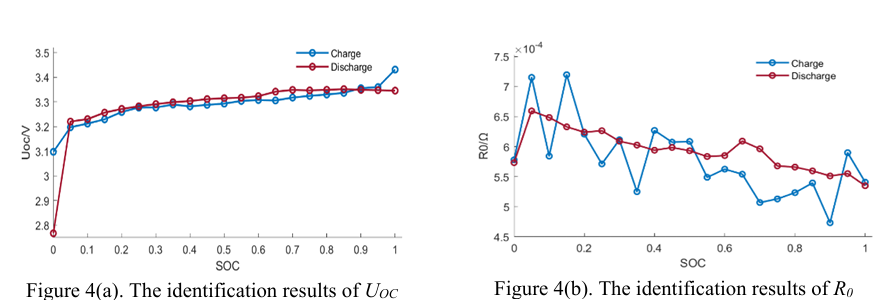 3.5
3.4
3.3
3.2
3.1
3
2.9
2.8
Uoc/V
Charge
Discharge
0 0.1 0.2 0.3 0.4 0.5 0.6 0.7 0.8 0.9 1
SOC
Figure 4(a). The identification results of UOC
×10-4
7.5
7
6.5
6
5.5
5
4.5
R0/Ω
Charge
Discharge
0 0.2 0.4 0.6 0.8 1
SOC
Figure 4(b). The identification results of R0